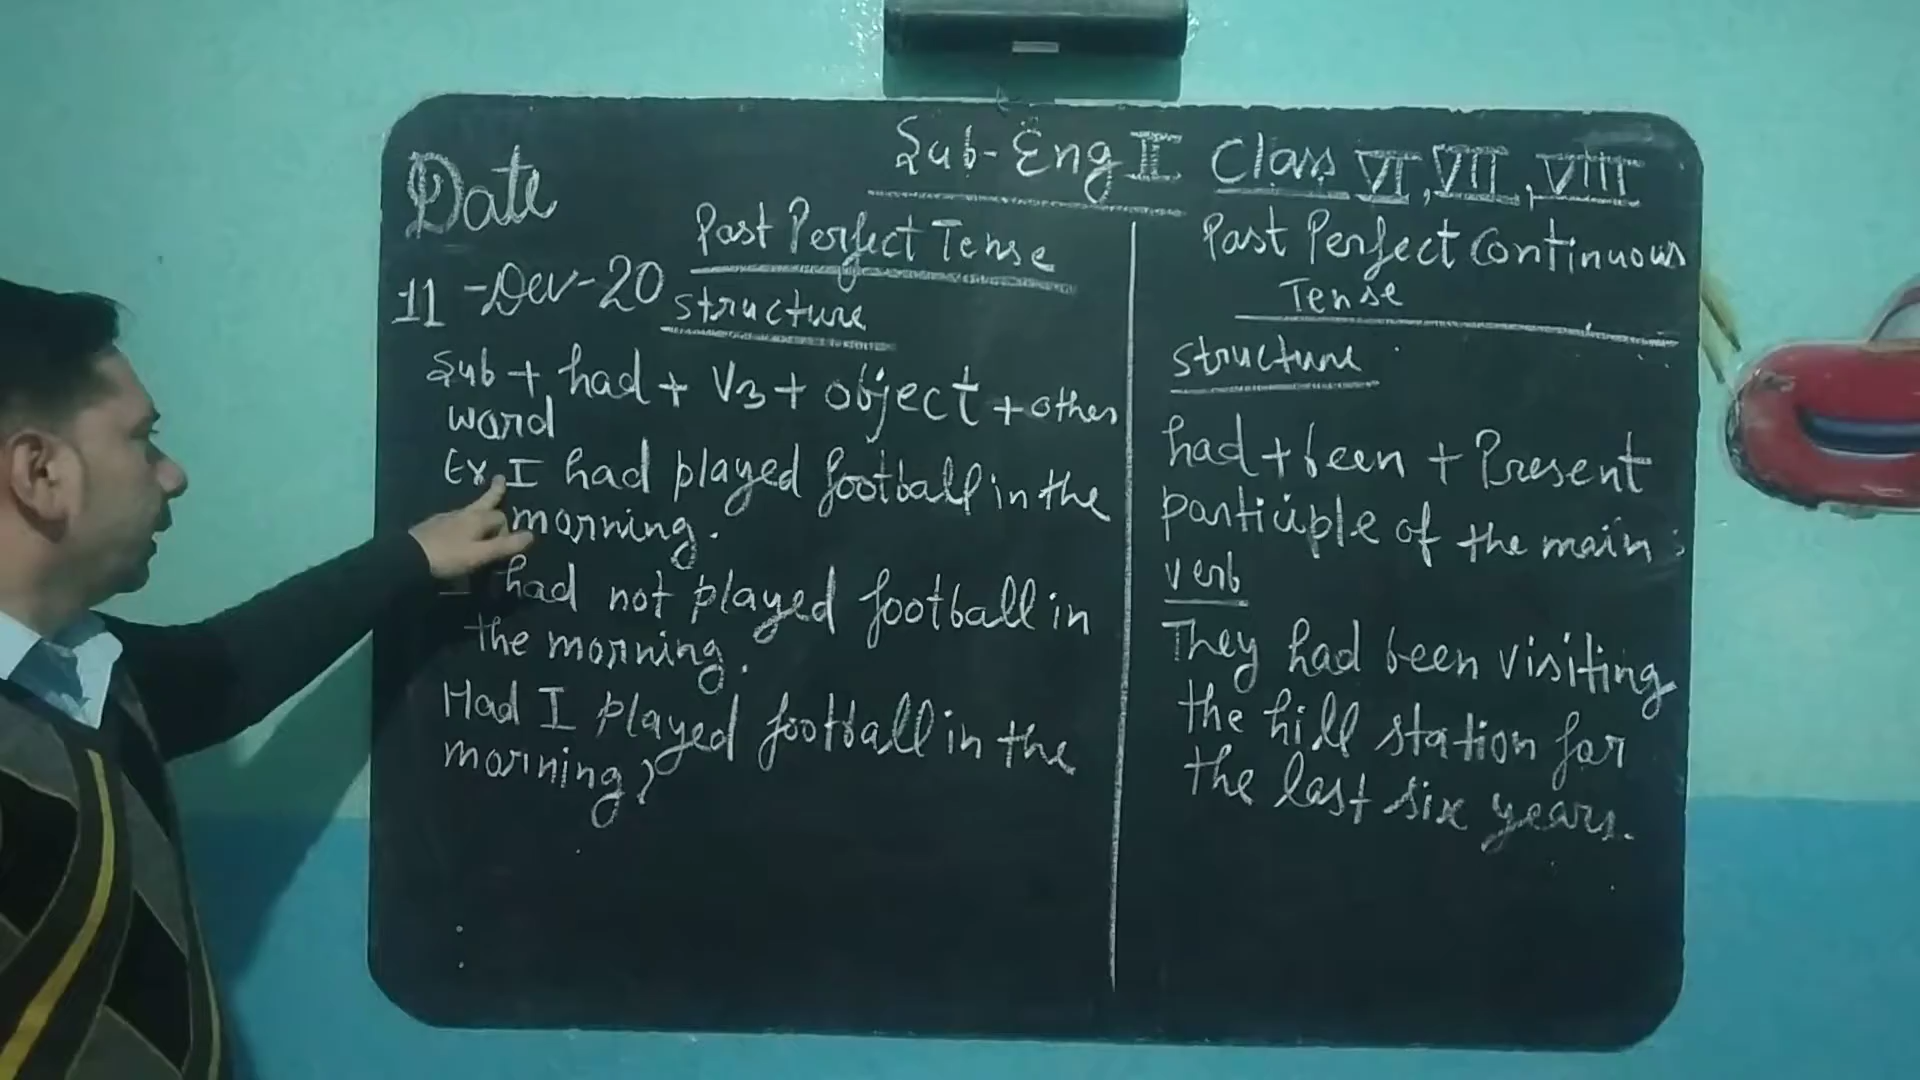 Date
Sub-Eng II Class VI, VII, VIII
11 -Dev-20
Past Perfect Tense
structure
Sub + had + V3 + object + other
word
Ex. I had played football in the
morning.
I had not played football in
the morning.
Had I played football in the
morning?
Past Perfect Continuous
Tense
structure
had + been + Present
participle of the main
verb
They had been visiting
the hill station for
the last six years.